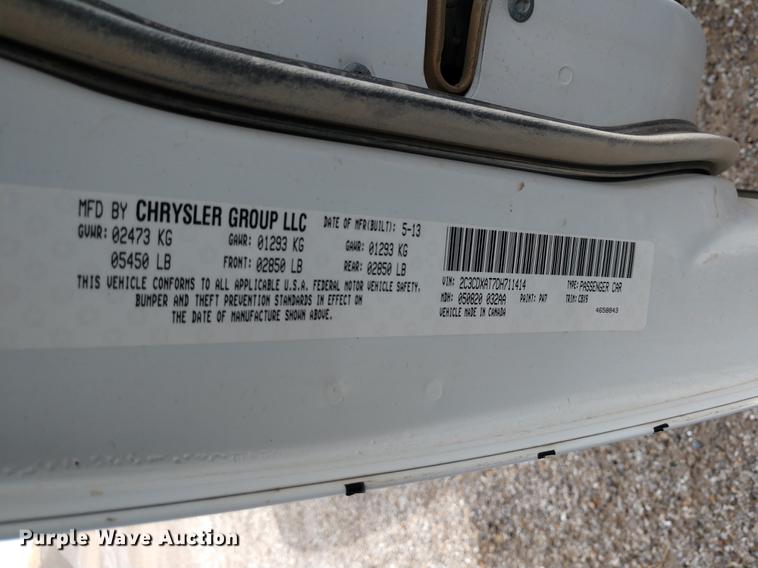 MFD BY CHRYSLER GROUP LLC DATE OF MFR(BUILT): 5-13
GVWR: 02473 KG GAWR: 01293 KG GAWR: 01293 KG
05450 LB FRONT: 02850 LB REAR: 02850 LB
THIS VEHICLE CONFORMS TO ALL APPLICABLE U.S.A. FEDERAL MOTOR VEHICLE SAFETY,
BUMPER AND THEFT PREVENTION STANDARDS IN EFFECT ON
THE DATE OF MANUFACTURE SHOWN ABOVE.
VIN: 2C3CDXAT7DH711414 TYPE: PASSENGER CAR
MDH: 050820 032AA PAINT: PW7 TRIM: CBX9
VEHICLE MADE IN CANADA 4658843
Purple Wave Auction